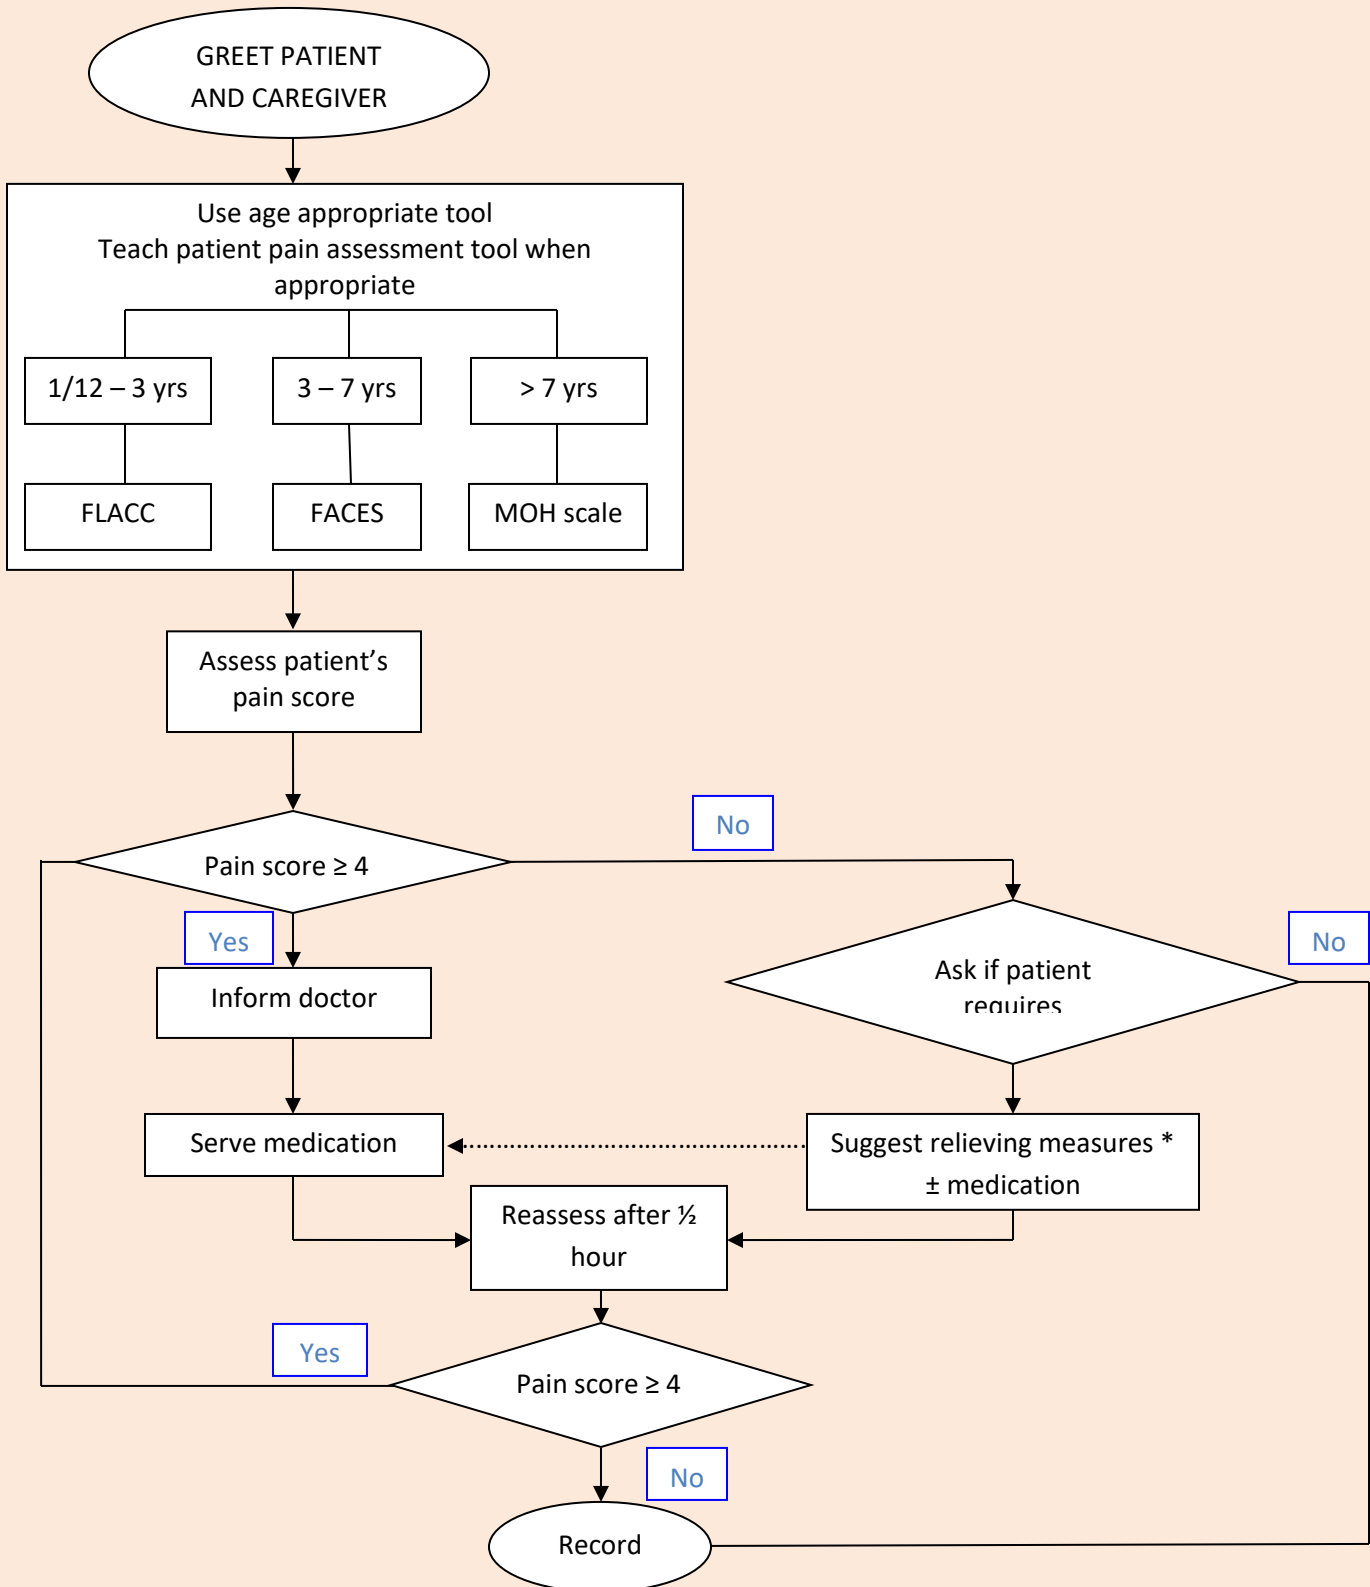 GREET PATIENT
AND CAREGIVER
Use age appropriate tool
Teach patient pain assessment tool when
appropriate
1/12 – 3 yrs
3 – 7 yrs
> 7 yrs
FLACC
FACES
MOH scale
Assess patient’s
pain score
Pain score ≥ 4
No
Yes
Inform doctor
Ask if patient
requires
No
Serve medication
Suggest relieving measures *
± medication
Reassess after ½
hour
Yes
Pain score ≥ 4
No
Record